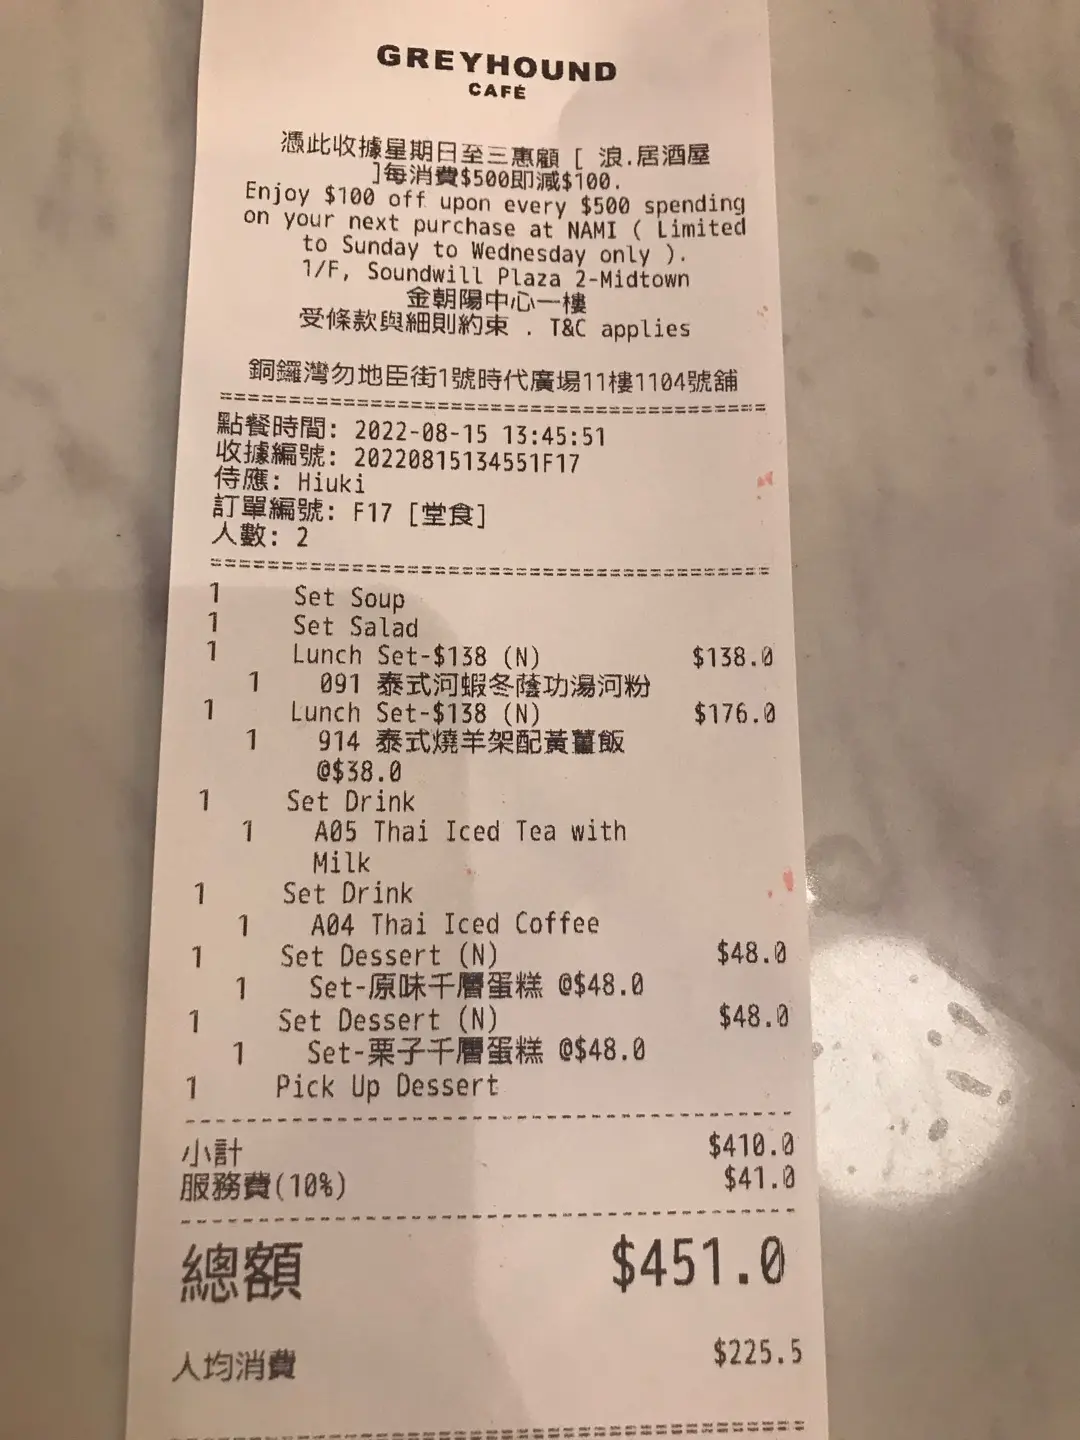 GREYHOUND
CAFÉ
憑此收據星期日至三惠顧 [ 浪.居酒屋
]每消費$500即減$100.
Enjoy $100 off upon every $500 spending
on your next purchase at NAMI ( Limited
to Sunday to Wednesday only ).
1/F, Soundwill Plaza 2-Midtown
金朝陽中心一樓
受條款與細則約束 . T&C applies
銅鑼灣勿地臣街1號時代廣場11樓1104號舖
點餐時間: 2022-08-15 13:45:51
收據編號: 20220815134551F17
侍應: Hiuki
訂單編號: F17 [堂食]
人數: 2
1 Set Soup
1 Set Salad
1 Lunch Set-$138 (N) $138.0
1 091 泰式河蝦冬蔭功湯河粉
1 Lunch Set-$138 (N) $176.0
1 914 泰式燒羊架配黃薑飯
@$38.0
1 Set Drink
1 A05 Thai Iced Tea with
Milk
1 Set Drink
1 A04 Thai Iced Coffee
1 Set Dessert (N) $48.0
1 Set-原味千層蛋糕 @$48.0
1 Set Dessert (N) $48.0
1 Set-栗子千層蛋糕 @$48.0
1 Pick Up Dessert
小計 $410.0
服務費(10%) $41.0
總額 $451.0
人均消費 $225.5